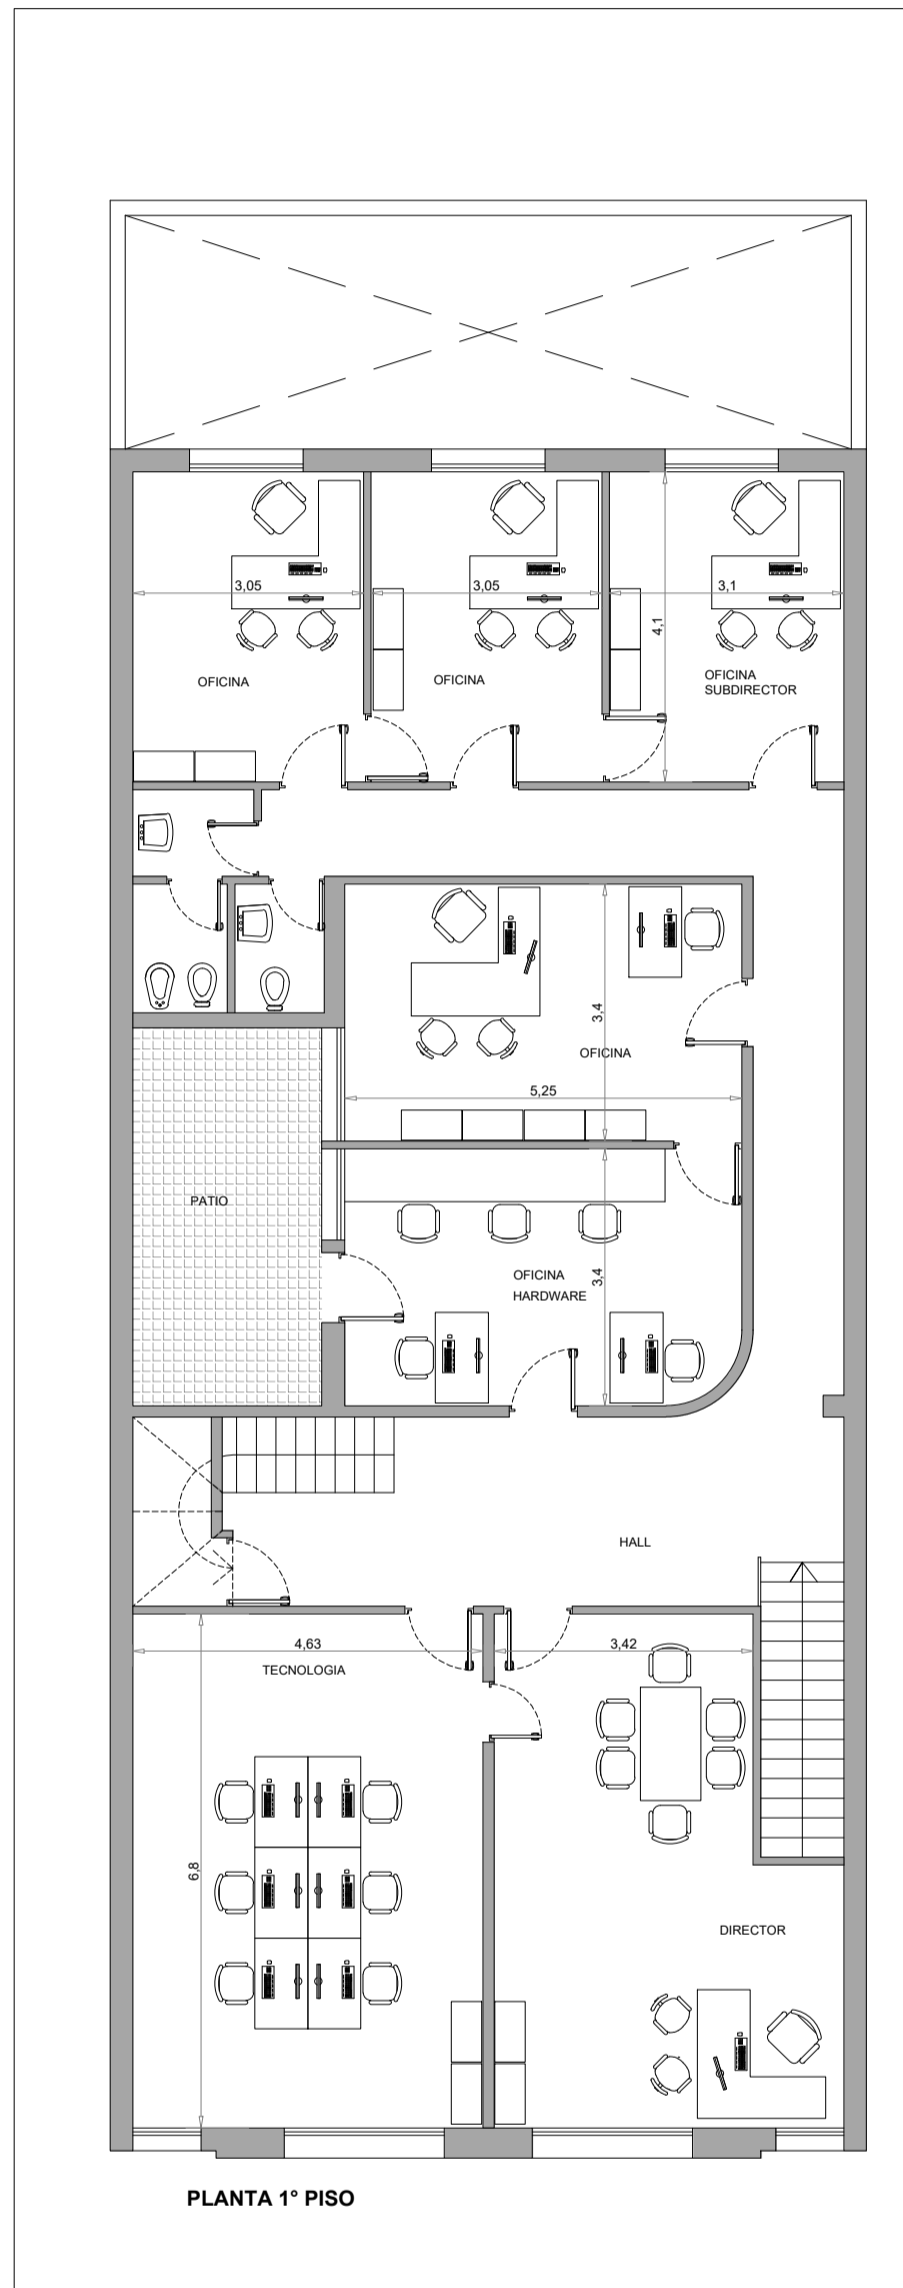 3,05
3,05
3,1
4,1
OFICINA
OFICINA
OFICINA
SUBDIRECTOR
3,4
OFICINA
5,25
PATIO
OFICINA
HARDWARE
3,4
HALL
4,63
3,42
TECNOLOGIA
6,8
DIRECTOR
PLANTA 1° PISO